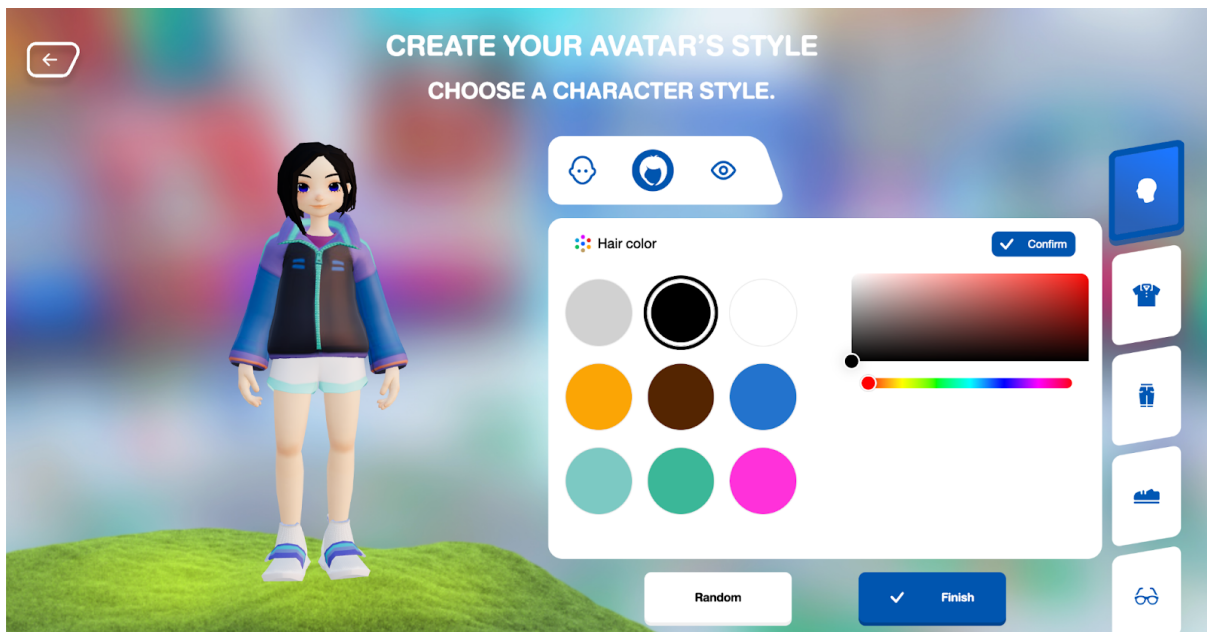 CREATE YOUR AVATAR'S STYLE
CHOOSE A CHARACTER STYLE.
Hair color
Confirm
Random
Finish